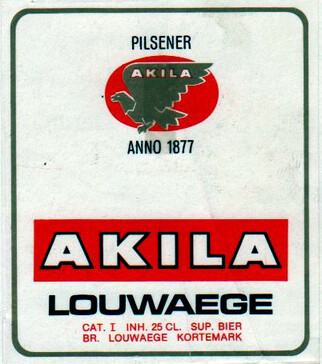 PILSENER
AKILA
ANNO 1877
AKILA
LOUWAEGE
CAT. I INH. 25 CL. SUP. BIER
BR. LOUWAEGE KORTEMARK